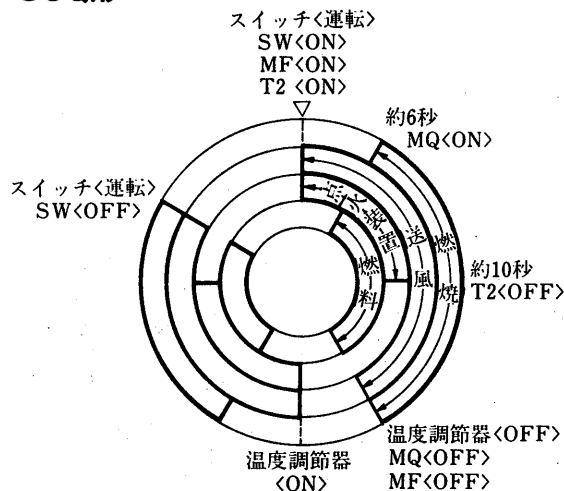 スイッチ<運転>
SW<ON>
MF<ON>
T2 <ON>
約6秒
MQ<ON>
スイッチ<運転>
SW<OFF>
点火装置
送風
燃焼
燃料
約10秒
T2<OFF>
温度調節器
<ON>
温度調節器<OFF>
MQ<OFF>
MF<OFF>